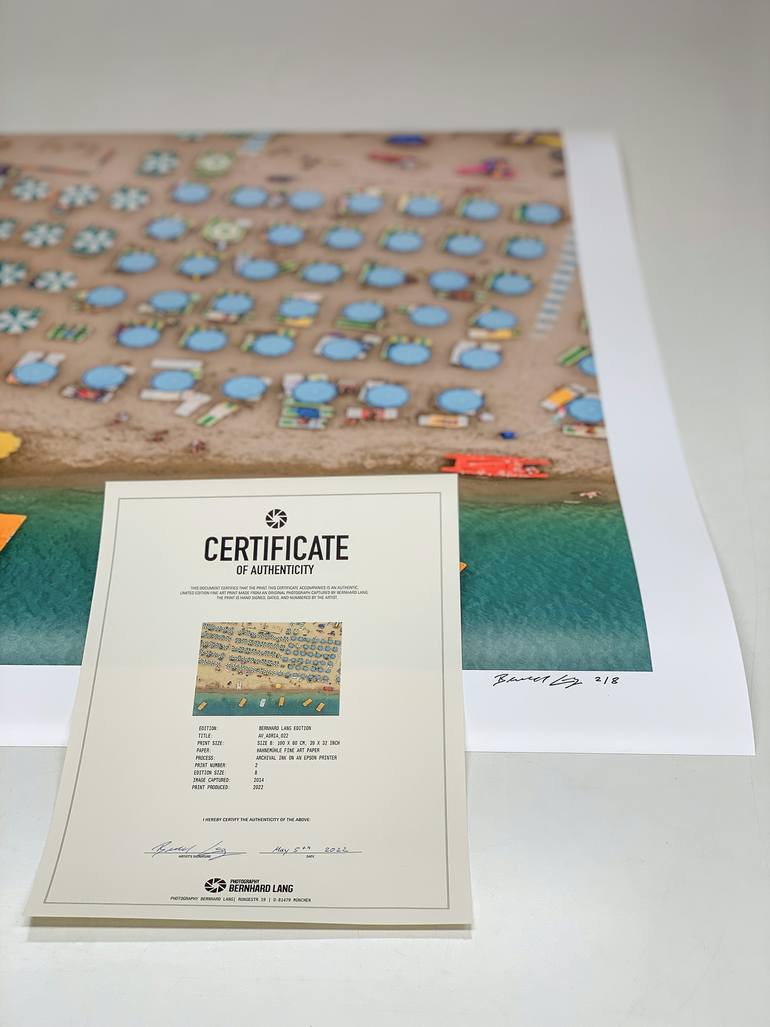 CERTIFICATE
OF AUTHENTICITY
THIS DOCUMENT CERTIFIES THAT THE PRINT THIS CERTIFICATE ACCOMPANIES IS AN AUTHENTIC,
LIMITED EDITION FINE ART PRINT MADE FROM AN ORIGINAL PHOTOGRAPH CAPTURED BY BERNHARD LANG.
THE PRINT IS HAND SIGNED, DATED, AND NUMBERED BY THE ARTIST.
2/8
EDITION: BERNHARD LANG EDITION
TITLE: AV_ADRIA_022
PRINT SIZE: SIZE B: 100 X 80 CM, 39 X 32 INCH
PAPER: HAHNEMÜHLE FINE ART PAPER
PROCESS: ARCHIVAL INK ON AN EPSON PRINTER
PRINT NUMBER: 2
EDITION SIZE: 8
IMAGE CAPTURED: 2014
PRINT PRODUCED: 2022
I HEREBY CERTIFY THE AUTHENTICITY OF THE ABOVE:
May 5th 2022
ARTIST'S SIGNATURE DATE
PHOTOGRAPHY
BERNHARD LANG
PHOTOGRAPHY BERNHARD LANG| RUNGESTR.19 | D-81479 MÜNCHEN